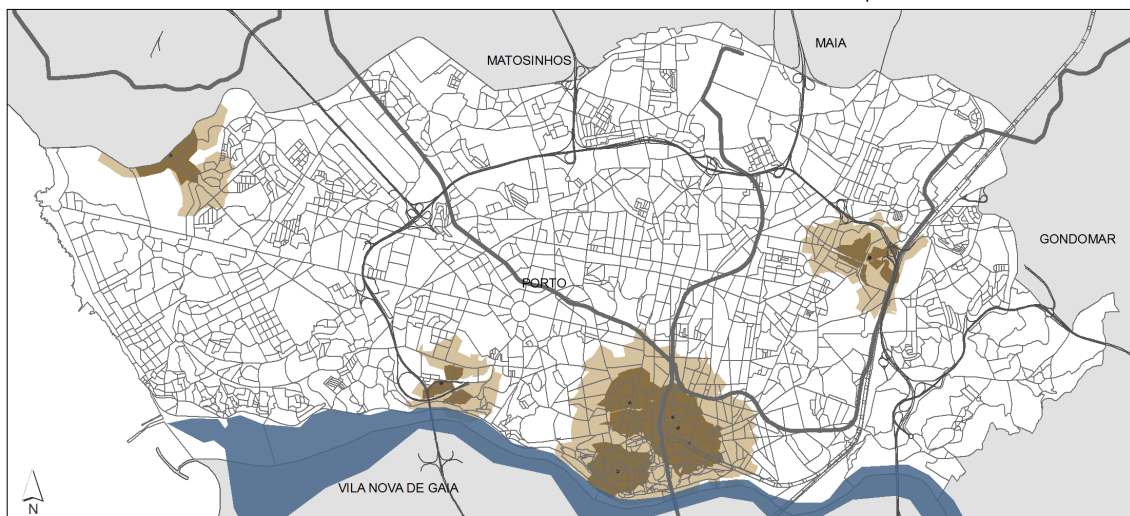 MAIA
MATOSINHOS
GONDOMAR
PORTO
VILA NOVA DE GAIA
N